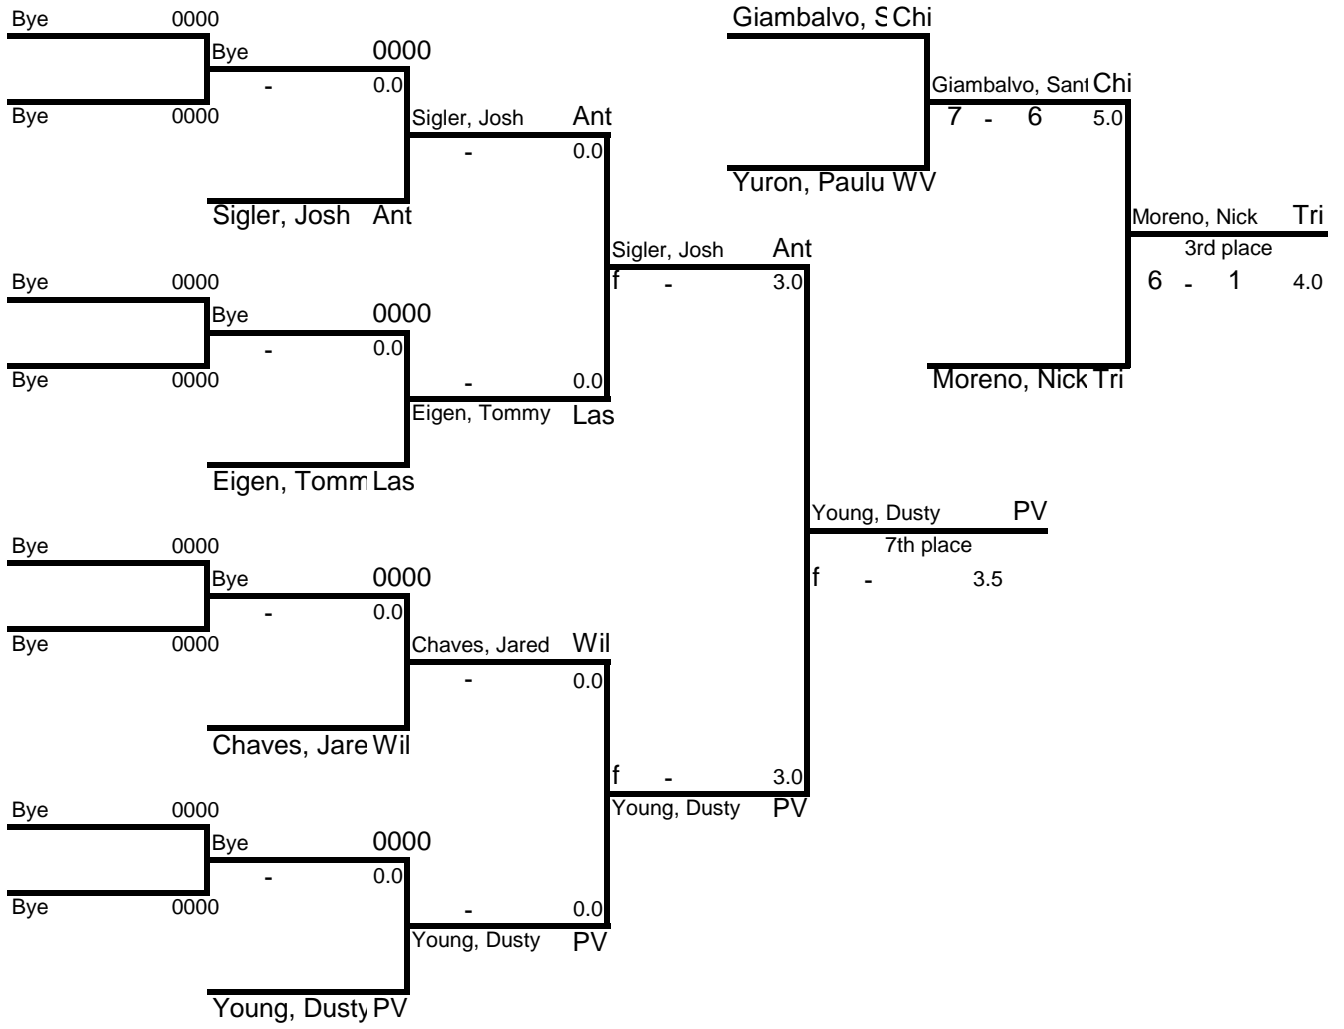 Bye 0000
Bye 0000
- 0.0
Bye 0000
Sigler, Josh Ant
Sigler, Josh Ant
- 0.0
Bye 0000
Bye 0000
- 0.0
Bye 0000
Eigen, Tomm Las
- 0.0
Eigen, Tommy Las
Sigler, Josh Ant
f - 3.0
Bye 0000
Bye 0000
- 0.0
Bye 0000
Chaves, Jare Wil
Chaves, Jared Wil
- 0.0
Bye 0000
Bye 0000
- 0.0
Bye 0000
Young, Dusty PV
- 0.0
Young, Dusty PV
f - 3.0
Young, Dusty PV
Young, Dusty PV
7th place
f - 3.5
Giambalvo, S Chi
Yuron, Paulu WV
Giambalvo, Sant Chi
7 - 6 5.0
Moreno, Nick Tri
Moreno, Nick Tri
3rd place
6 - 1 4.0